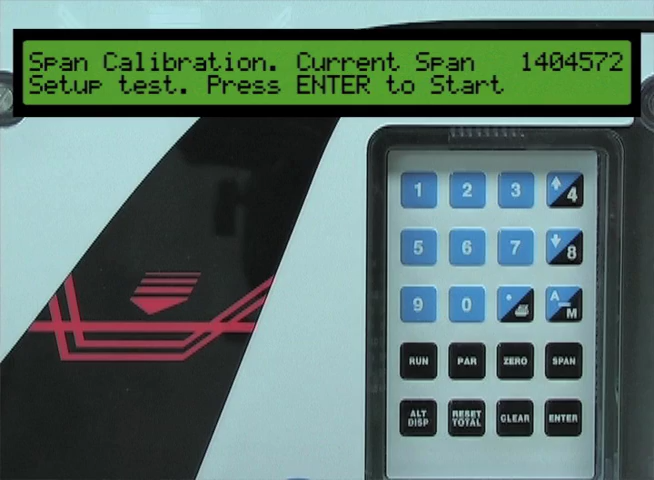 Span Calibration. Current Span 1404572
Setup test. Press ENTER to Start
1 2 3 4
5 6 7 8
9 0 . A M
RUN PAR ZERO SPAN
ALT DISP RESET TOTAL CLEAR ENTER